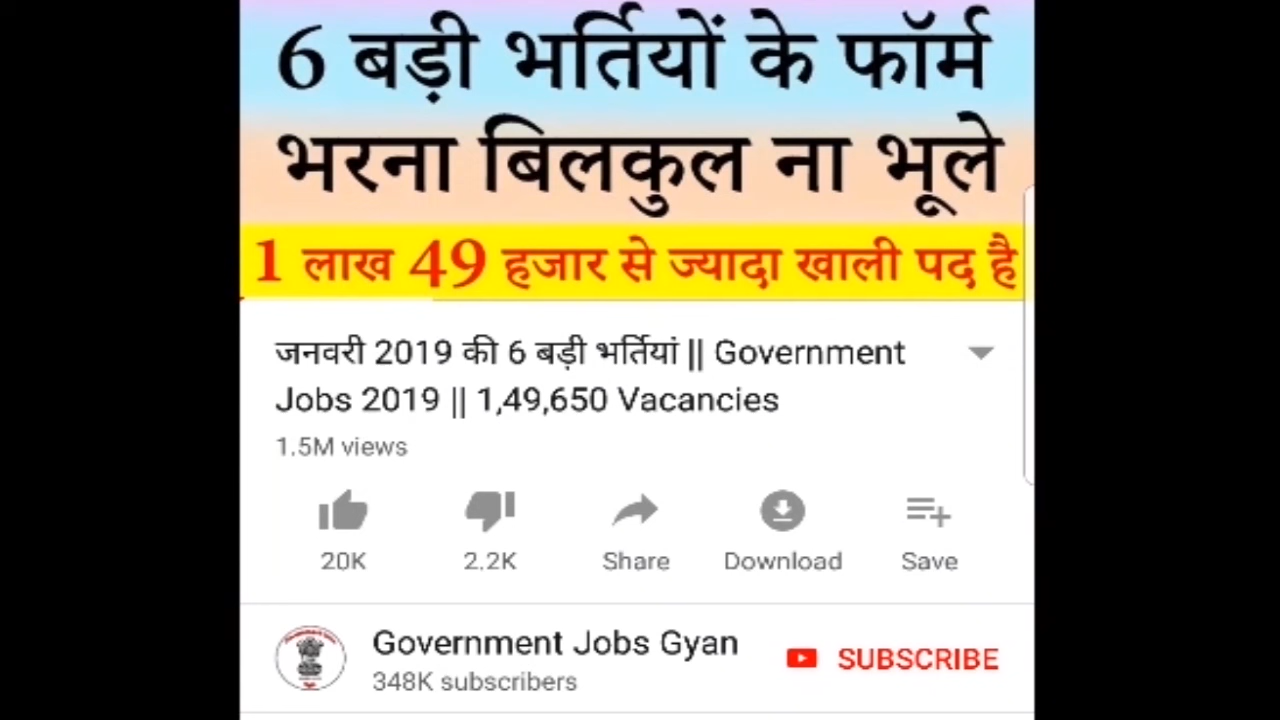 6 बड़ी भर्तियों के फॉर्म
भरना बिलकुल ना भूले
1 लाख 49 हजार से ज्यादा खाली पद है
जनवरी 2019 की 6 बड़ी भर्तियां || Government
Jobs 2019 || 1,49,650 Vacancies
1.5M views
20K 2.2K Share Download Save
Government Jobs Gyan
348K subscribers
SUBSCRIBE